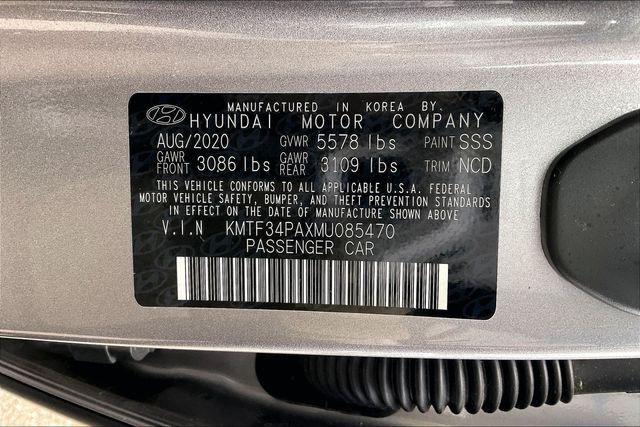 MANUFACTURED IN KOREA BY.
HYUNDAI MOTOR COMPANY
AUG/2020 GVWR 5578 lbs PAINT SSS
GAWR FRONT 3086 lbs GAWR REAR 3109 lbs TRIM NCD
THIS VEHICLE CONFORMS TO ALL APPLICABLE U.S.A. FEDERAL
MOTOR VEHICLE SAFETY, BUMPER, AND THEFT PREVENTION STANDARDS
IN EFFECT ON THE DATE OF MANUFACTURE SHOWN ABOVE
V.I.N KMTF34PAXMU085470
PASSENGER CAR